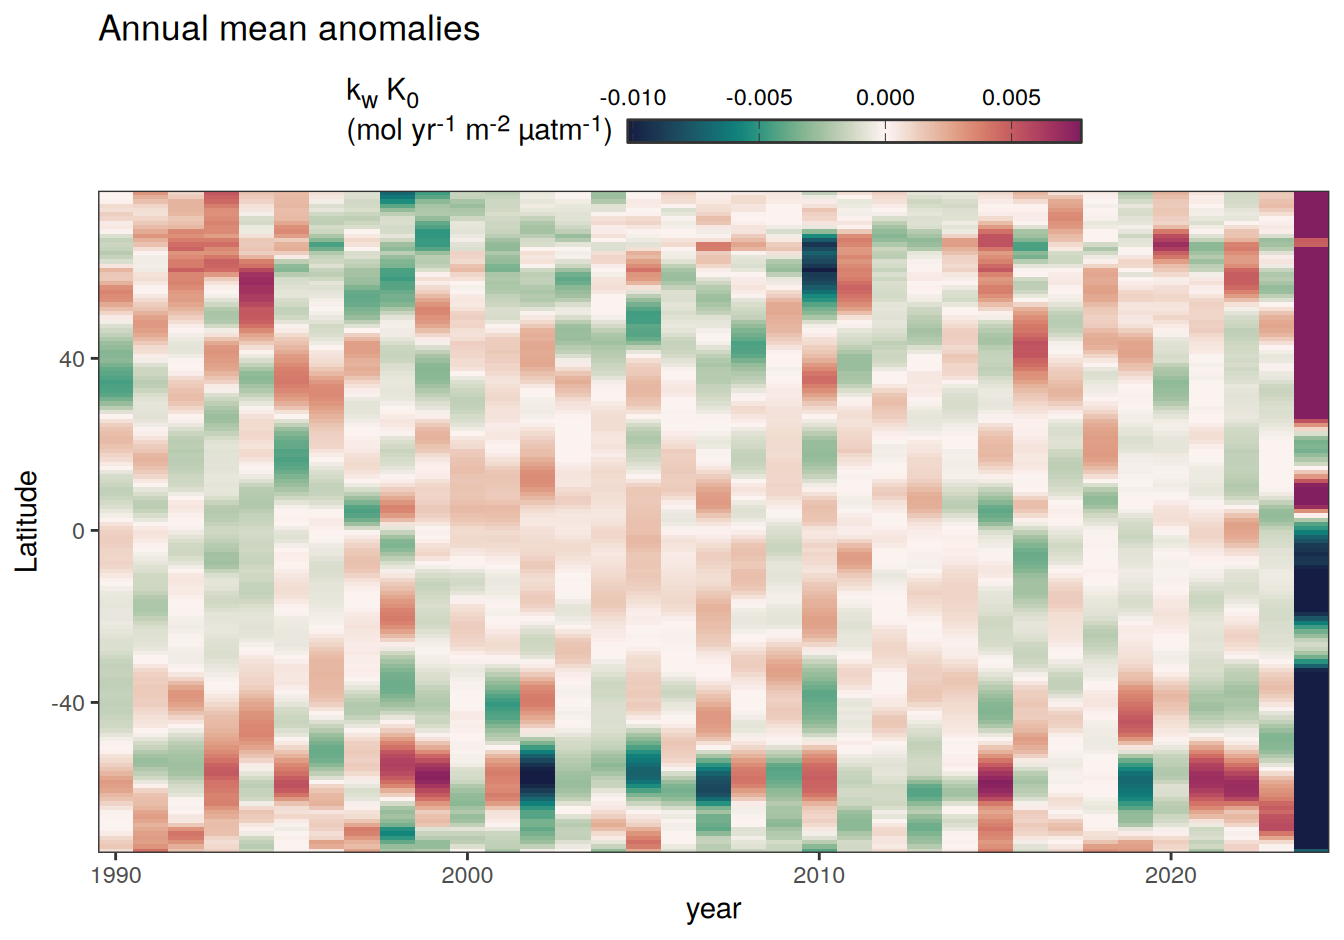 Annual mean anomalies
kw K0
(mol yr-1 m-2 µatm-1)
-0.010 -0.005 0.000 0.005
Latitude
40
0
-40
1990 2000 2010 2020
year